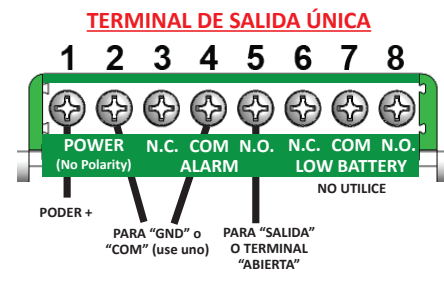 TERMINAL DE SALIDA ÚNICA
1 2 3 4 5 6 7 8
POWER N.C. COM N.O. N.C. COM N.O.
(No Polarity) ALARM LOW BATTERY
NO UTILICE
PODER +
PARA “GND” o
“COM” (use uno)
PARA “SALIDA”
O TERMINAL
“ABIERTA”